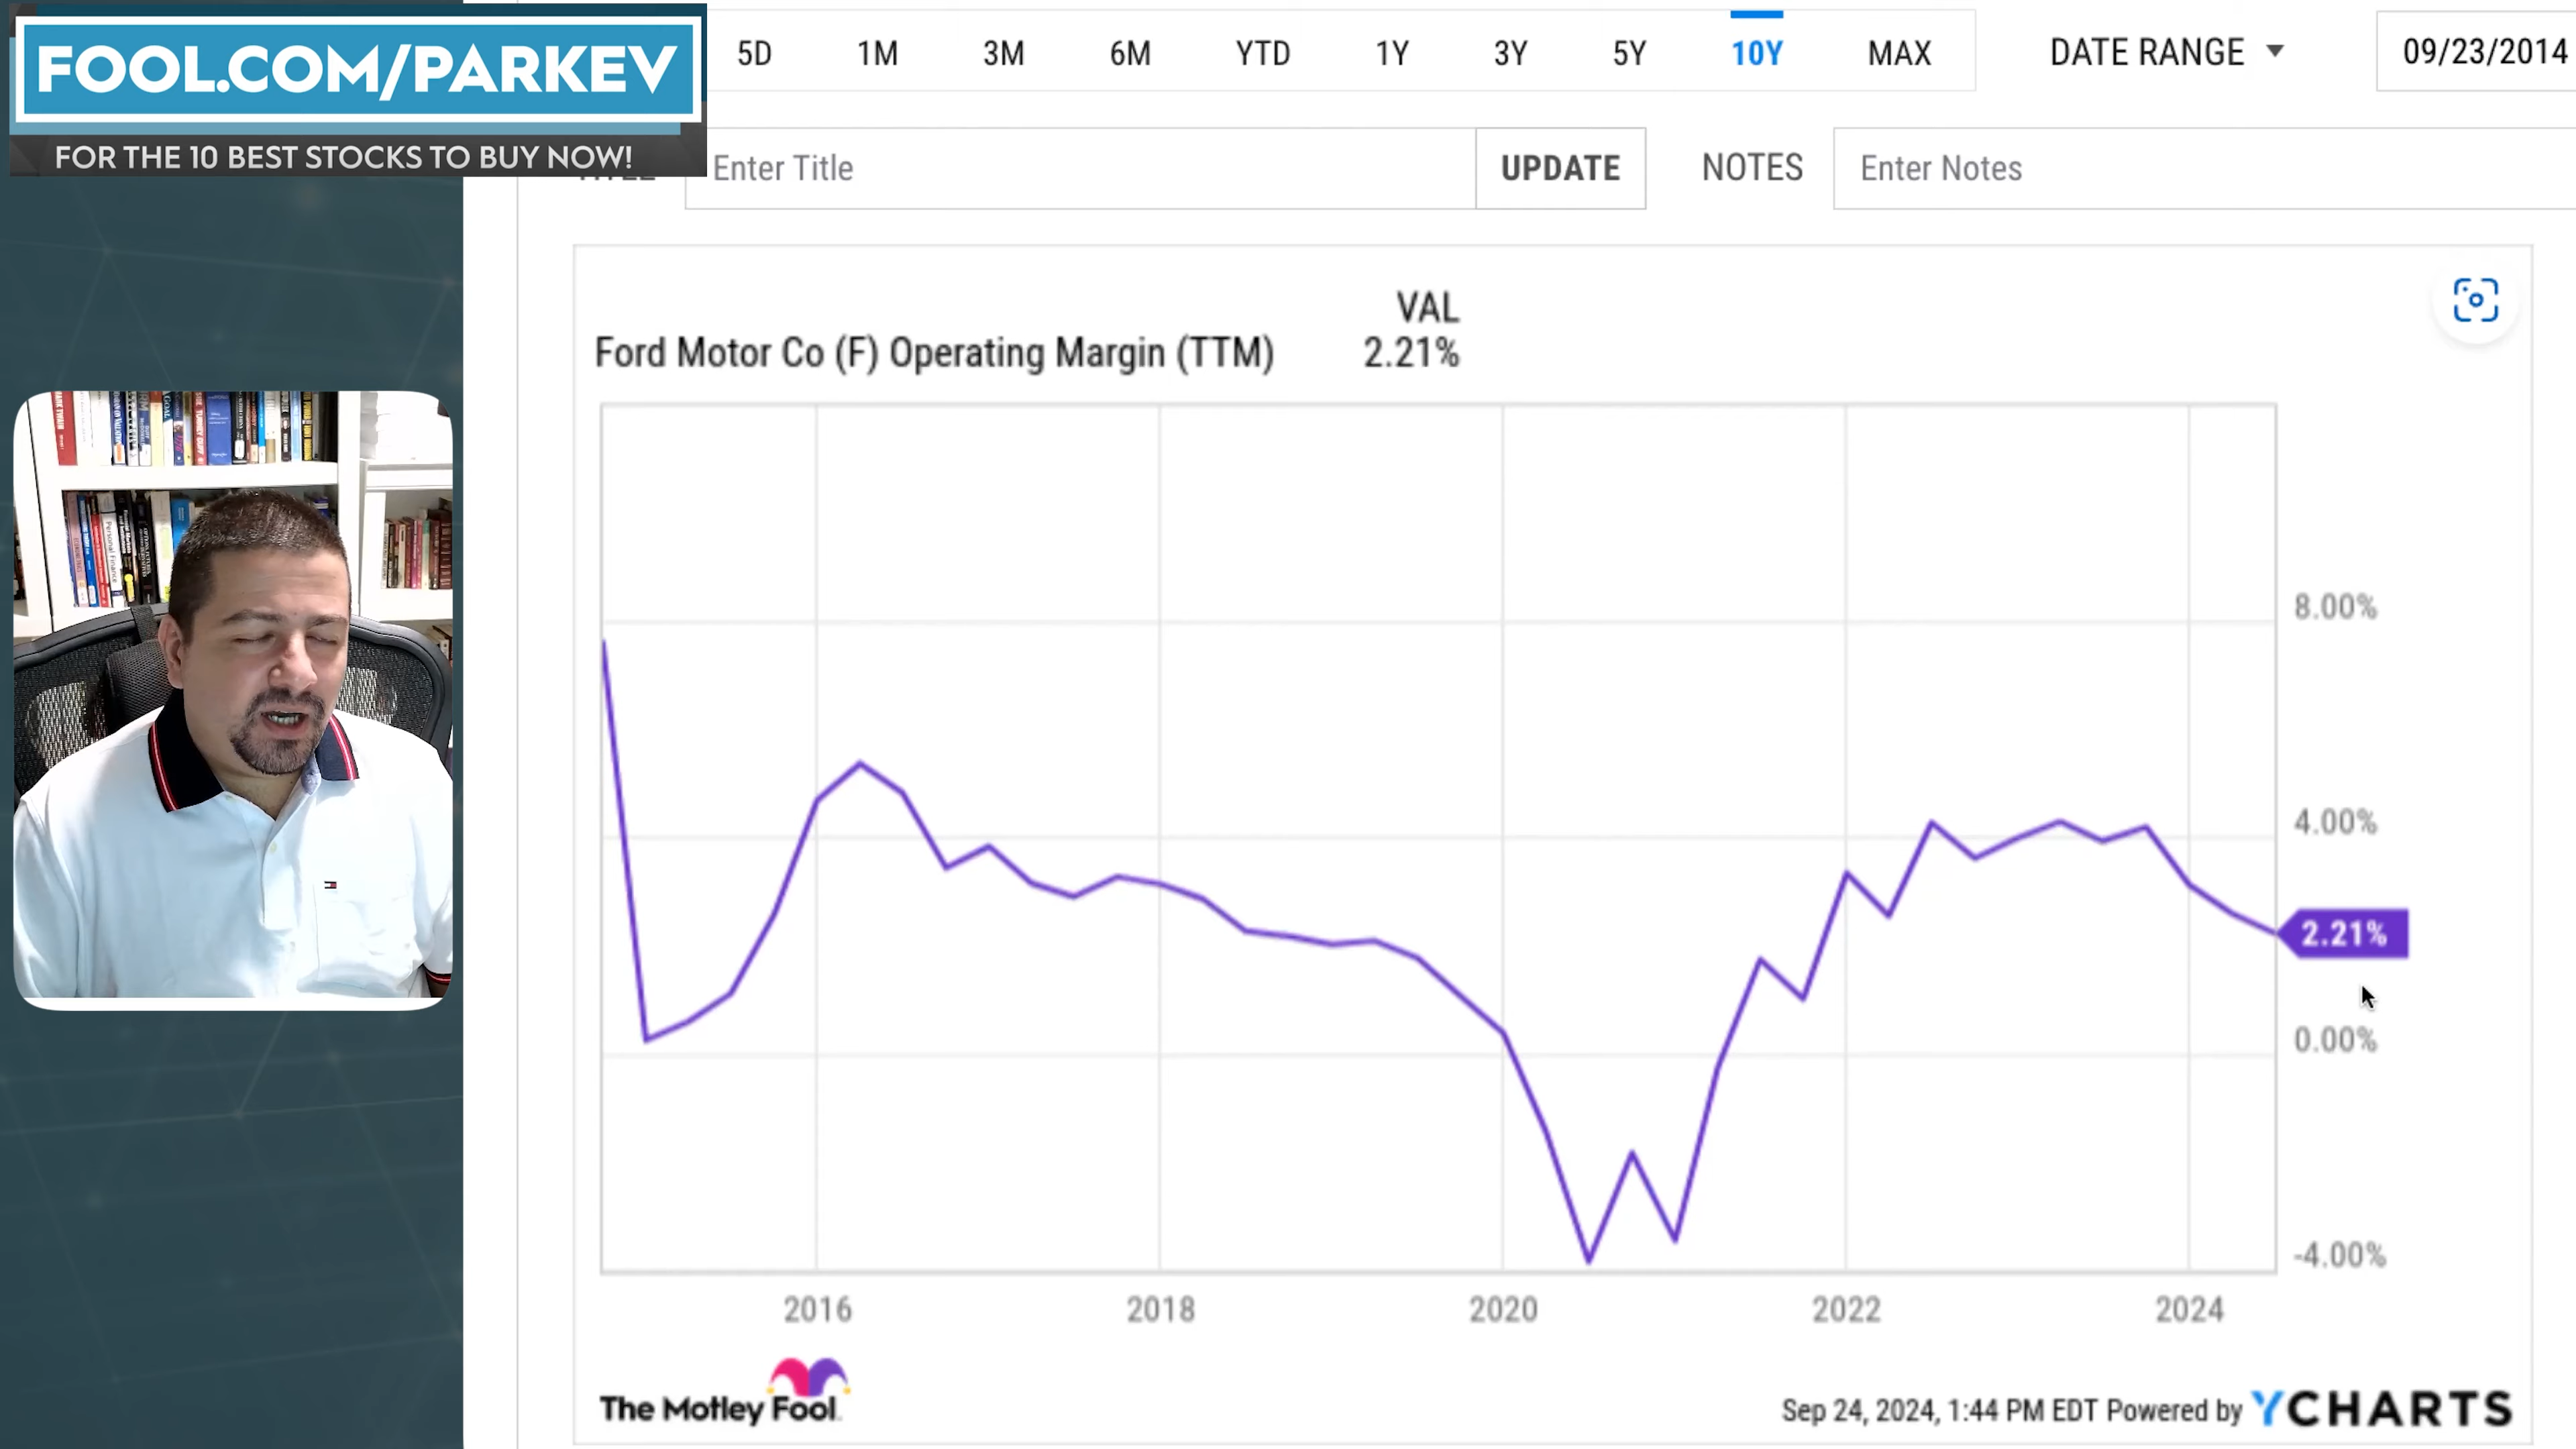 FOOL.COM/PARKEV
FOR THE 10 BEST STOCKS TO BUY NOW!
5D 1M 3M 6M YTD 1Y 3Y 5Y 10Y MAX DATE RANGE 09/23/2014
Enter Title UPDATE NOTES Enter Notes
VAL
Ford Motor Co (F) Operating Margin (TTM) 2.21%
8.00%
4.00%
2.21%
0.00%
-4.00%
2016 2018 2020 2022 2024
The Motley Fool.
Sep 24, 2024, 1:44 PM EDT Powered by YCHARTS
Personal Finance